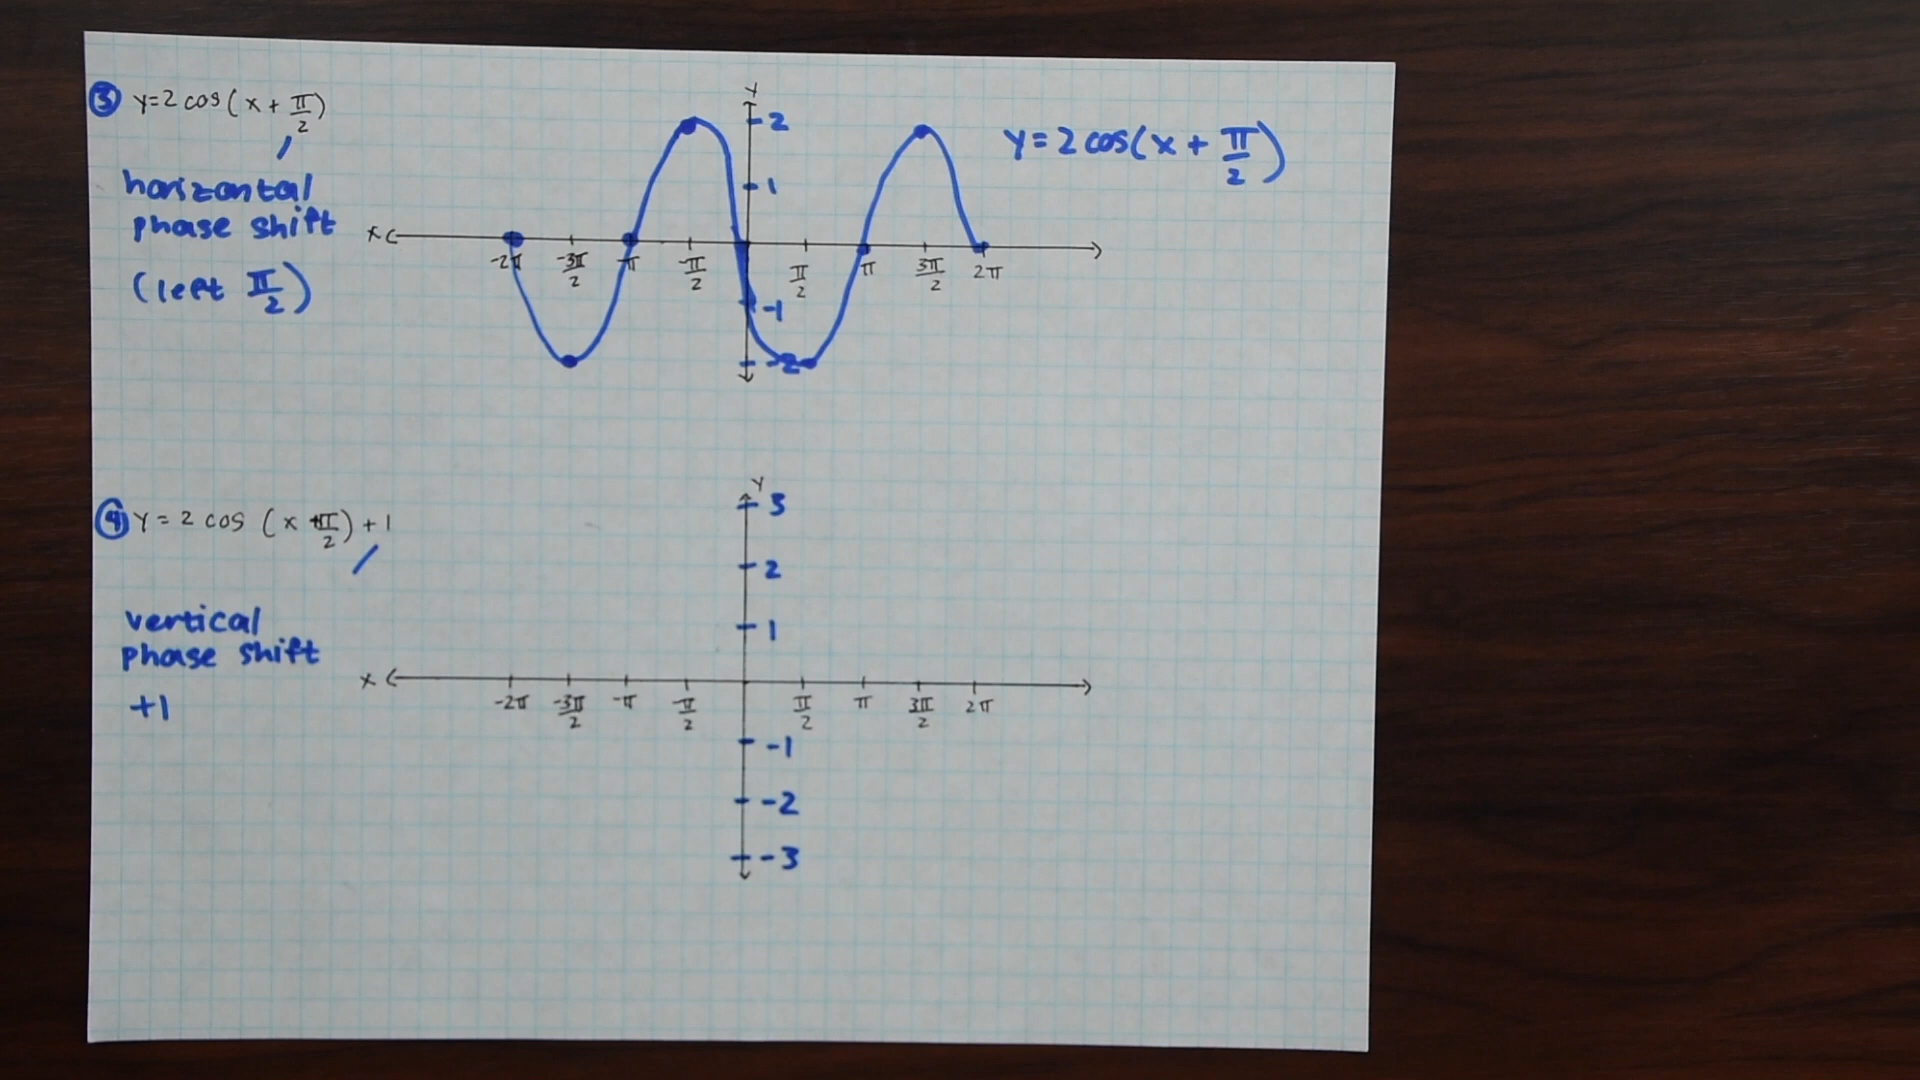 ③ y=2 cos(x + π/2)
horizontal
phase shift
(left π/2)
y
2
1
x
-2π -3π/2 -π -π/2 π/2 π 3π/2 2π
-1
-2
y=2 cos(x + π/2)
④ y = 2 cos (x + π/2) + 1
vertical
phase shift
+1
y
3
2
1
x
-2π -3π/2 -π -π/2 π/2 π 3π/2 2π
-1
-2
-3